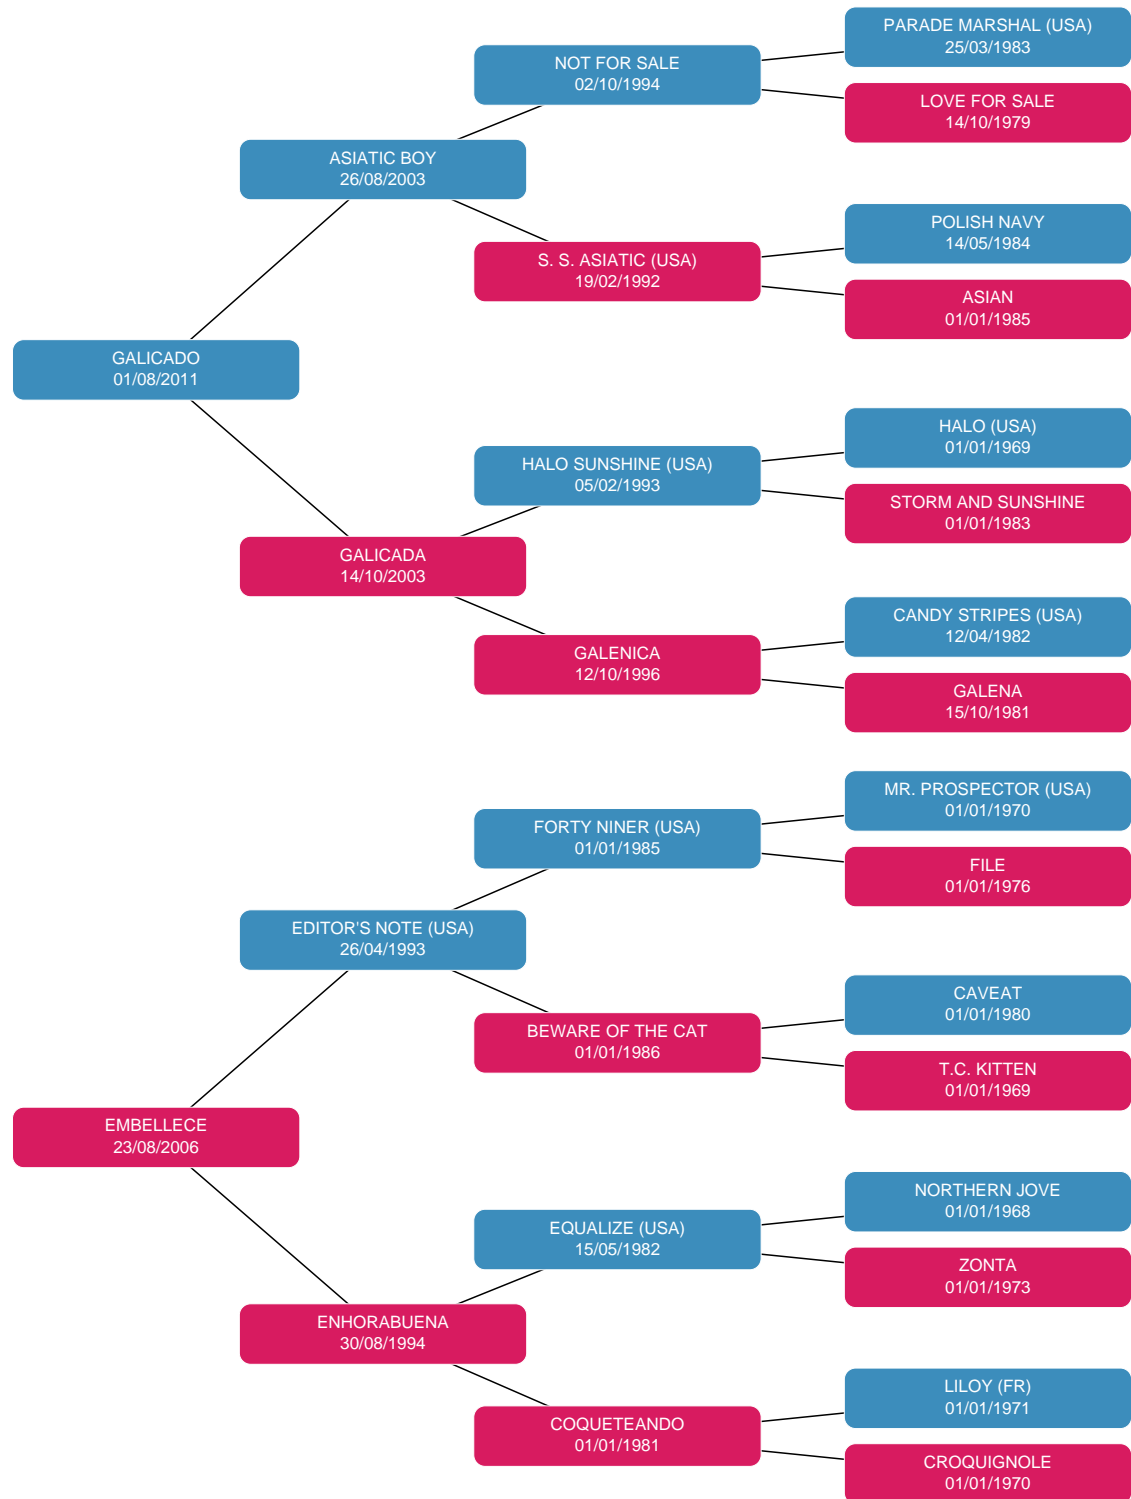 PARADE MARSHAL (USA)
25/03/1983
NOT FOR SALE
02/10/1994
LOVE FOR SALE
14/10/1979
ASIATIC BOY
26/08/2003
POLISH NAVY
14/05/1984
S. S. ASIATIC (USA)
19/02/1992
ASIAN
01/01/1985
GALICADO
01/08/2011
HALO (USA)
01/01/1969
HALO SUNSHINE (USA)
05/02/1993
STORM AND SUNSHINE
01/01/1983
GALICADA
14/10/2003
CANDY STRIPES (USA)
12/04/1982
GALENICA
12/10/1996
GALENA
15/10/1981
MR. PROSPECTOR (USA)
01/01/1970
FORTY NINER (USA)
01/01/1985
FILE
01/01/1976
EDITOR'S NOTE (USA)
26/04/1993
CAVEAT
01/01/1980
BEWARE OF THE CAT
01/01/1986
T.C. KITTEN
01/01/1969
EMBELLECE
23/08/2006
NORTHERN JOVE
01/01/1968
EQUALIZE (USA)
15/05/1982
ZONTA
01/01/1973
ENHORABUENA
30/08/1994
LILOY (FR)
01/01/1971
COQUETEANDO
01/01/1981
CROQUIGNOLE
01/01/1970